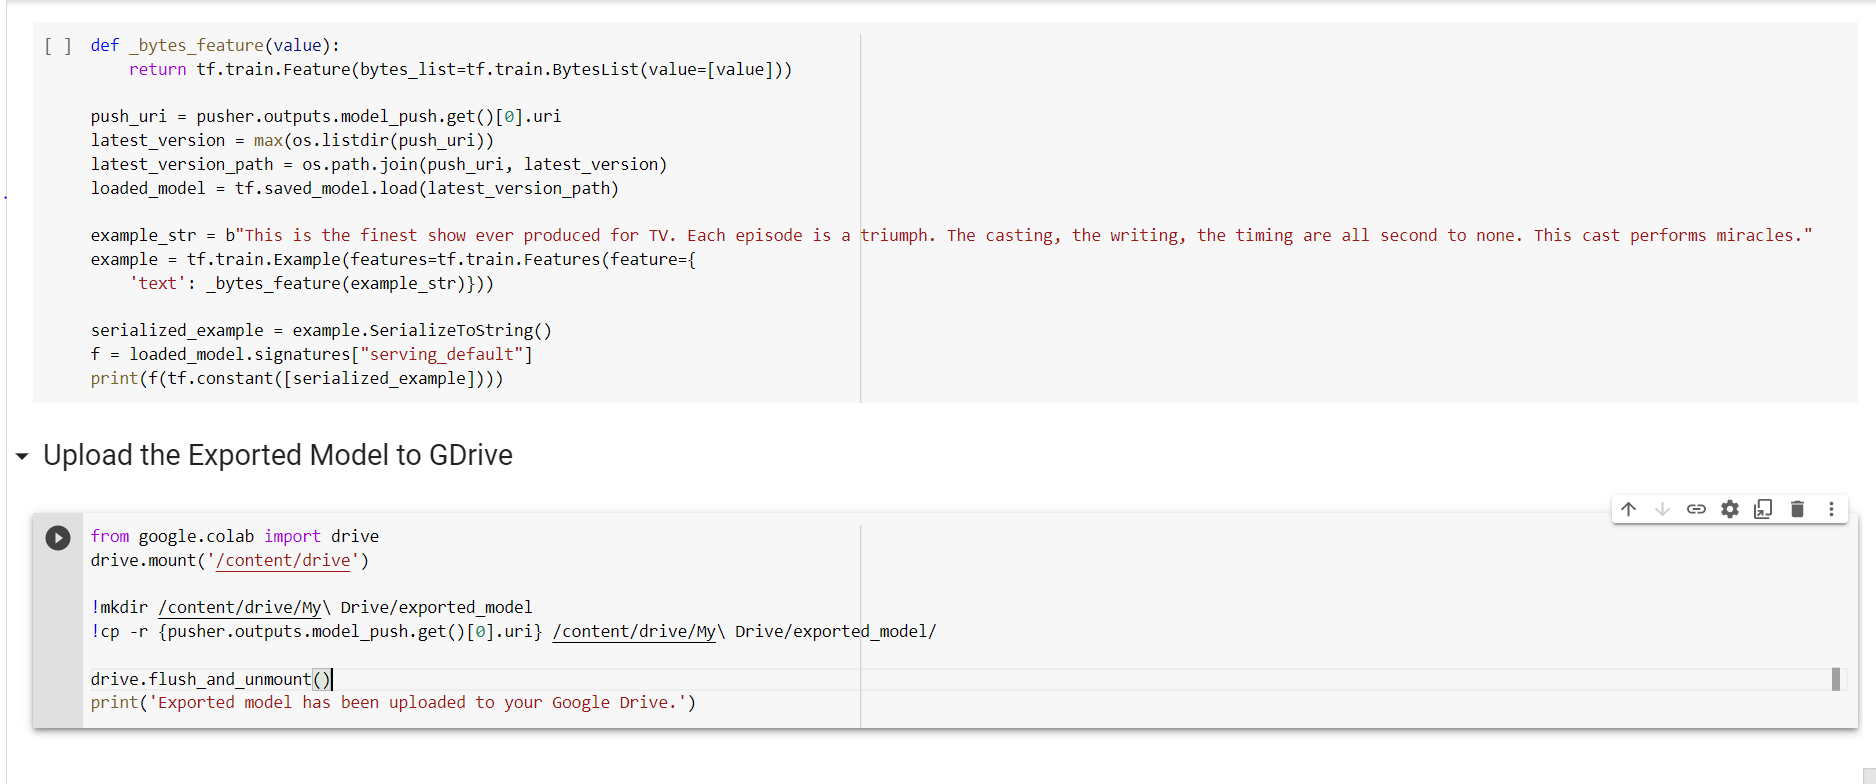 [ ] def _bytes_feature(value):
    return tf.train.Feature(bytes_list=tf.train.BytesList(value=[value]))
push_uri = pusher.outputs.model_push.get()[0].uri
latest_version = max(os.listdir(push_uri))
latest_version_path = os.path.join(push_uri, latest_version)
loaded_model = tf.saved_model.load(latest_version_path)
example_str = b"This is the finest show ever produced for TV. Each episode is a triumph. The casting, the writing, the timing are all second to none. This cast performs miracles."
example = tf.train.Example(features=tf.train.Features(feature={
    'text': _bytes_feature(example_str)}))
serialized_example = example.SerializeToString()
f = loaded_model.signatures["serving_default"]
print(f(tf.constant([serialized_example])))
Upload the Exported Model to GDrive
from google.colab import drive
drive.mount('/content/drive')
!mkdir /content/drive/My\ Drive/exported_model
!cp -r {pusher.outputs.model_push.get()[0].uri} /content/drive/My\ Drive/exported_model/
drive.flush_and_unmount()
print('Exported model has been uploaded to your Google Drive.')